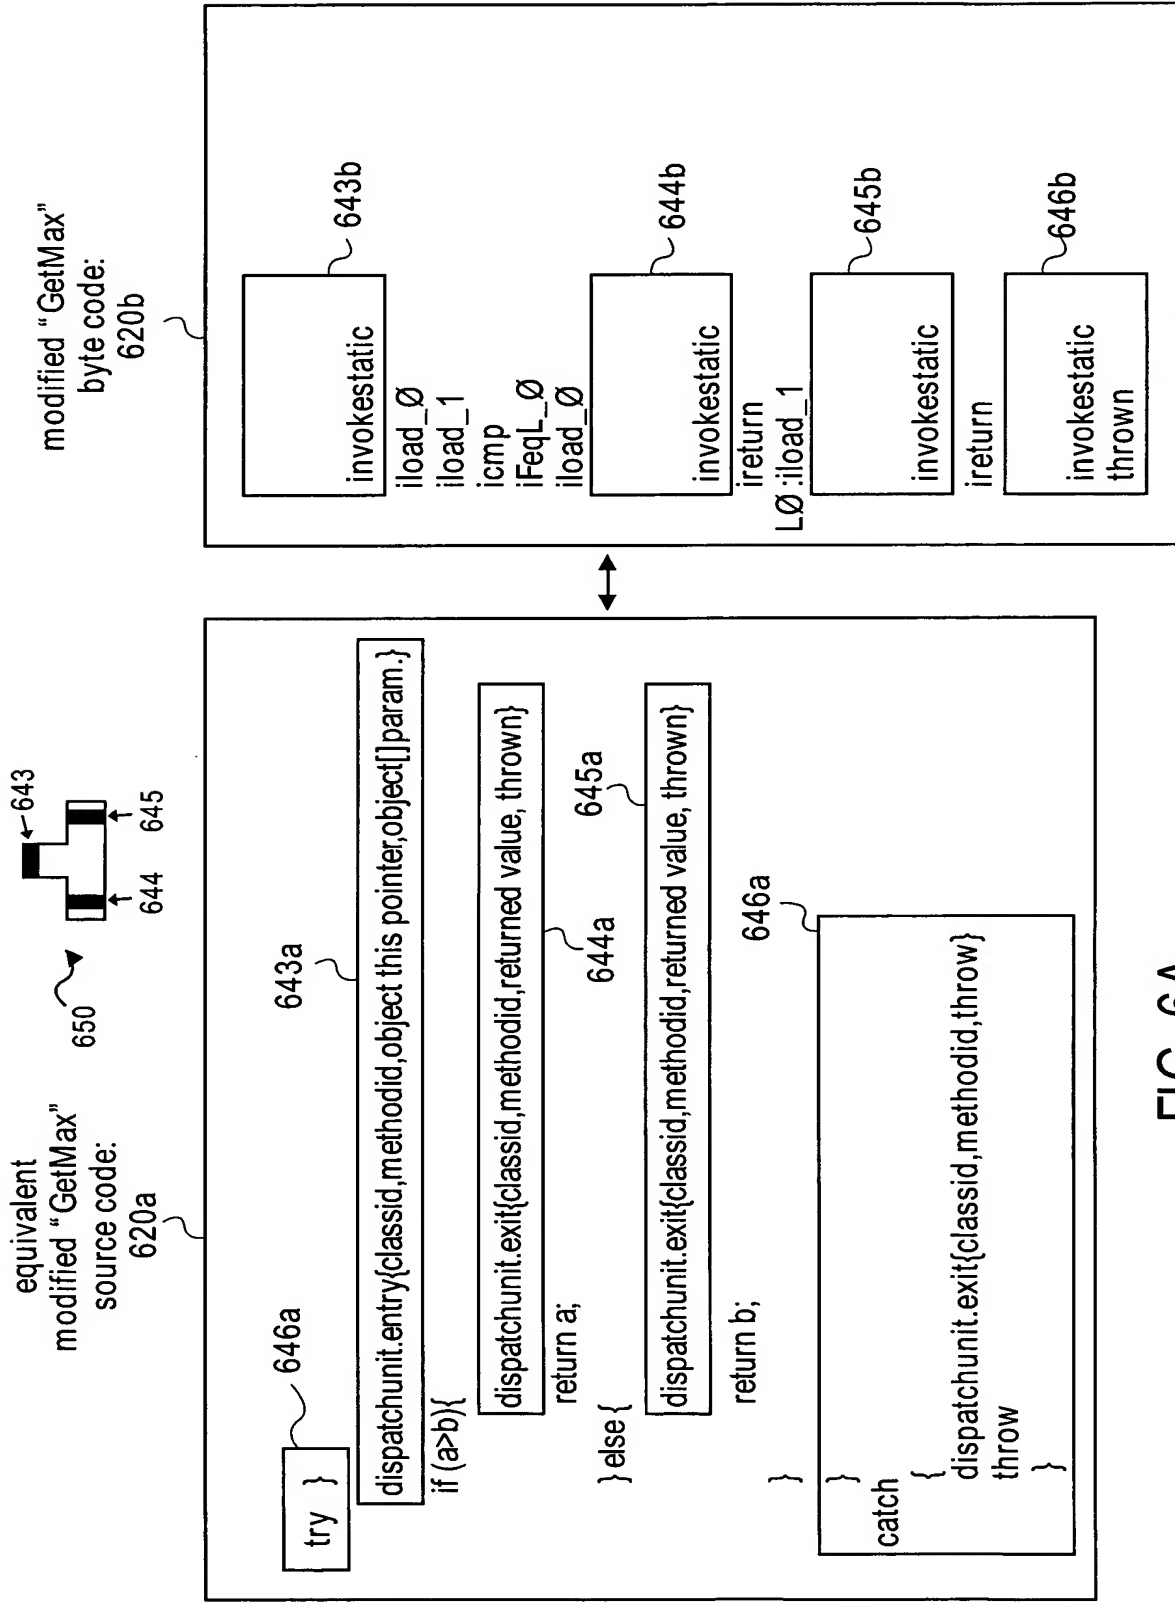 equivalent
modified “GetMax”
source code:
620a
650
643
644
645
646a
try }
643a
dispatchunit.entry{classid,methodid,object this pointer,object[]param.}
if (a>b){
dispatchunit.exit{classid,methodid,returned value, thrown}
644a
return a;
} else {
645a
dispatchunit.exit{classid,methodid,returned value, thrown}
return b;
}
646a
}
catch
{
dispatchunit.exit{classid,methodid,throw}
throw
}
modified “GetMax”
byte code:
620b
643b
invokestatic
iload_Ø
iload_1
icmp
iFeqL_Ø
iload_Ø
644b
invokestatic
ireturn
LØ :iload_1
645b
invokestatic
ireturn
646b
invokestatic
thrown
FIG. 6A